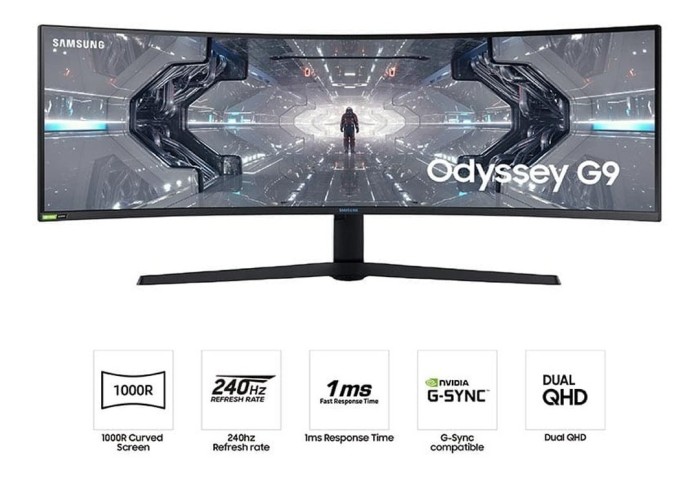 SAMSUNG
Odyssey G9
SAMSUNG
1000R
240HZ
REFRESH RATE
1ms
Fast Response Time
NVIDIA
G-SYNC
DUAL
QHD
1000R Curved
Screen
240hz
Refresh rate
1ms Response Time
G-Sync
compatible
Dual QHD